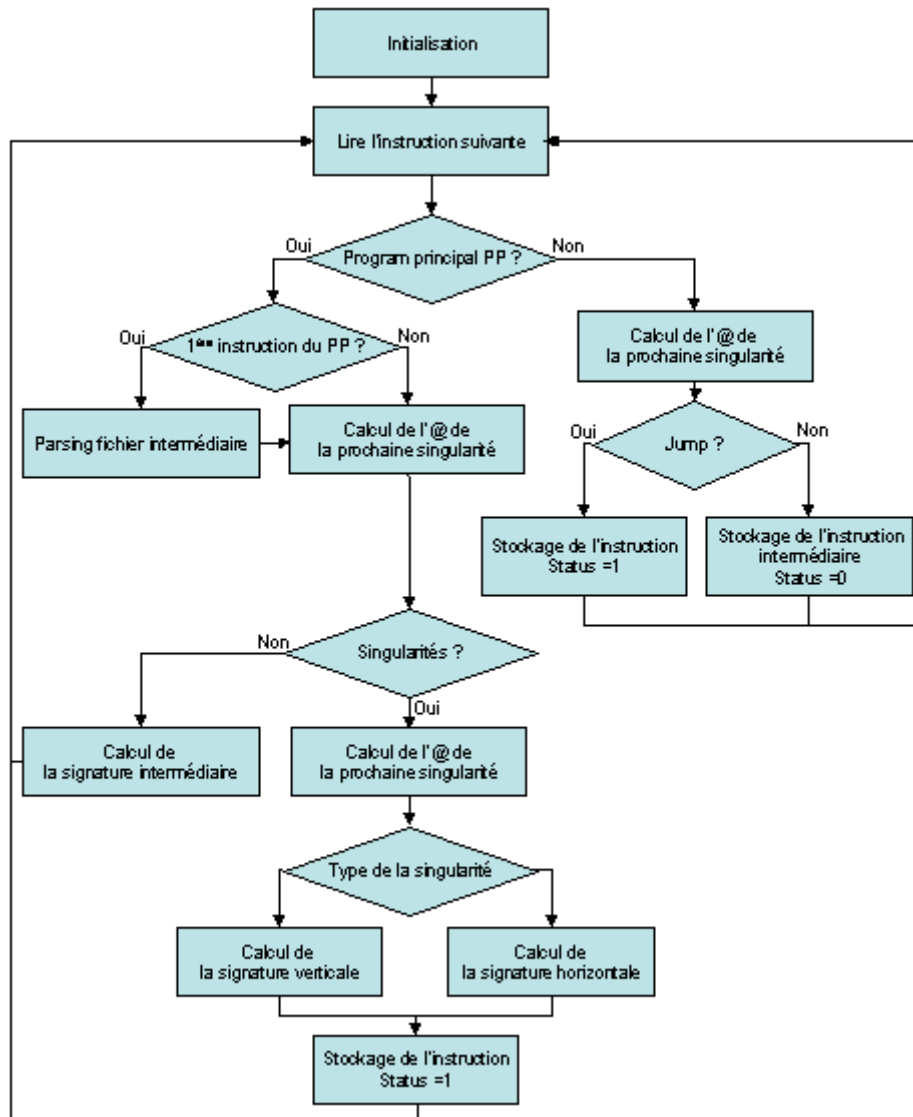 Initialisation
Lire l'instruction suivante
Oui
Program principal PP ?
Non
Oui
1ère instruction du PP ?
Non
Calcul de l'@ de
la prochaine singularité
Parsing fichier intermédiaire
Calcul de l'@ de
la prochaine singularité
Oui
Jump ?
Non
Stockage de l'instruction
Status =1
Stockage de l'instruction
intermédiaire
Status =0
Non
Singularités ?
Oui
Calcul de
la signature intermédiaire
Calcul de l'@ de
la prochaine singularité
Type de la singularité
Calcul de
la signature verticale
Calcul de
la signature horizontale
Stockage de l'instruction
Status =1